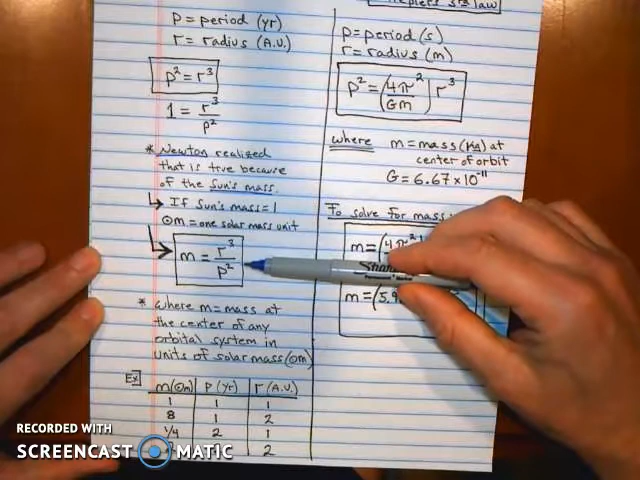 Kepler's 3rd law
P = period (yr)
r = radius (A.U.)
P² = r³
1 = r³/P²
* Newton realized
that is true because
of the Sun's mass.
↳ If Sun's mass = 1
⊙m = one solar mass unit
m = r³/P²
* where m = mass at
the center of any
orbital system in
units of solar mass (⊙m)
Ex]
m(⊙m) P (yr) r (A.U.)
1 1 1
8 1 2
1/4 2 1
2
P = period (s)
r = radius (m)
P² = (4π²/Gm) r³
where m = mass (kg) at
center of orbit
G = 6.67 × 10⁻¹¹
To solve for mass:
m = (4π²
m = (5.9
Sharpie
RECORDED WITH
SCREENCAST MATIC